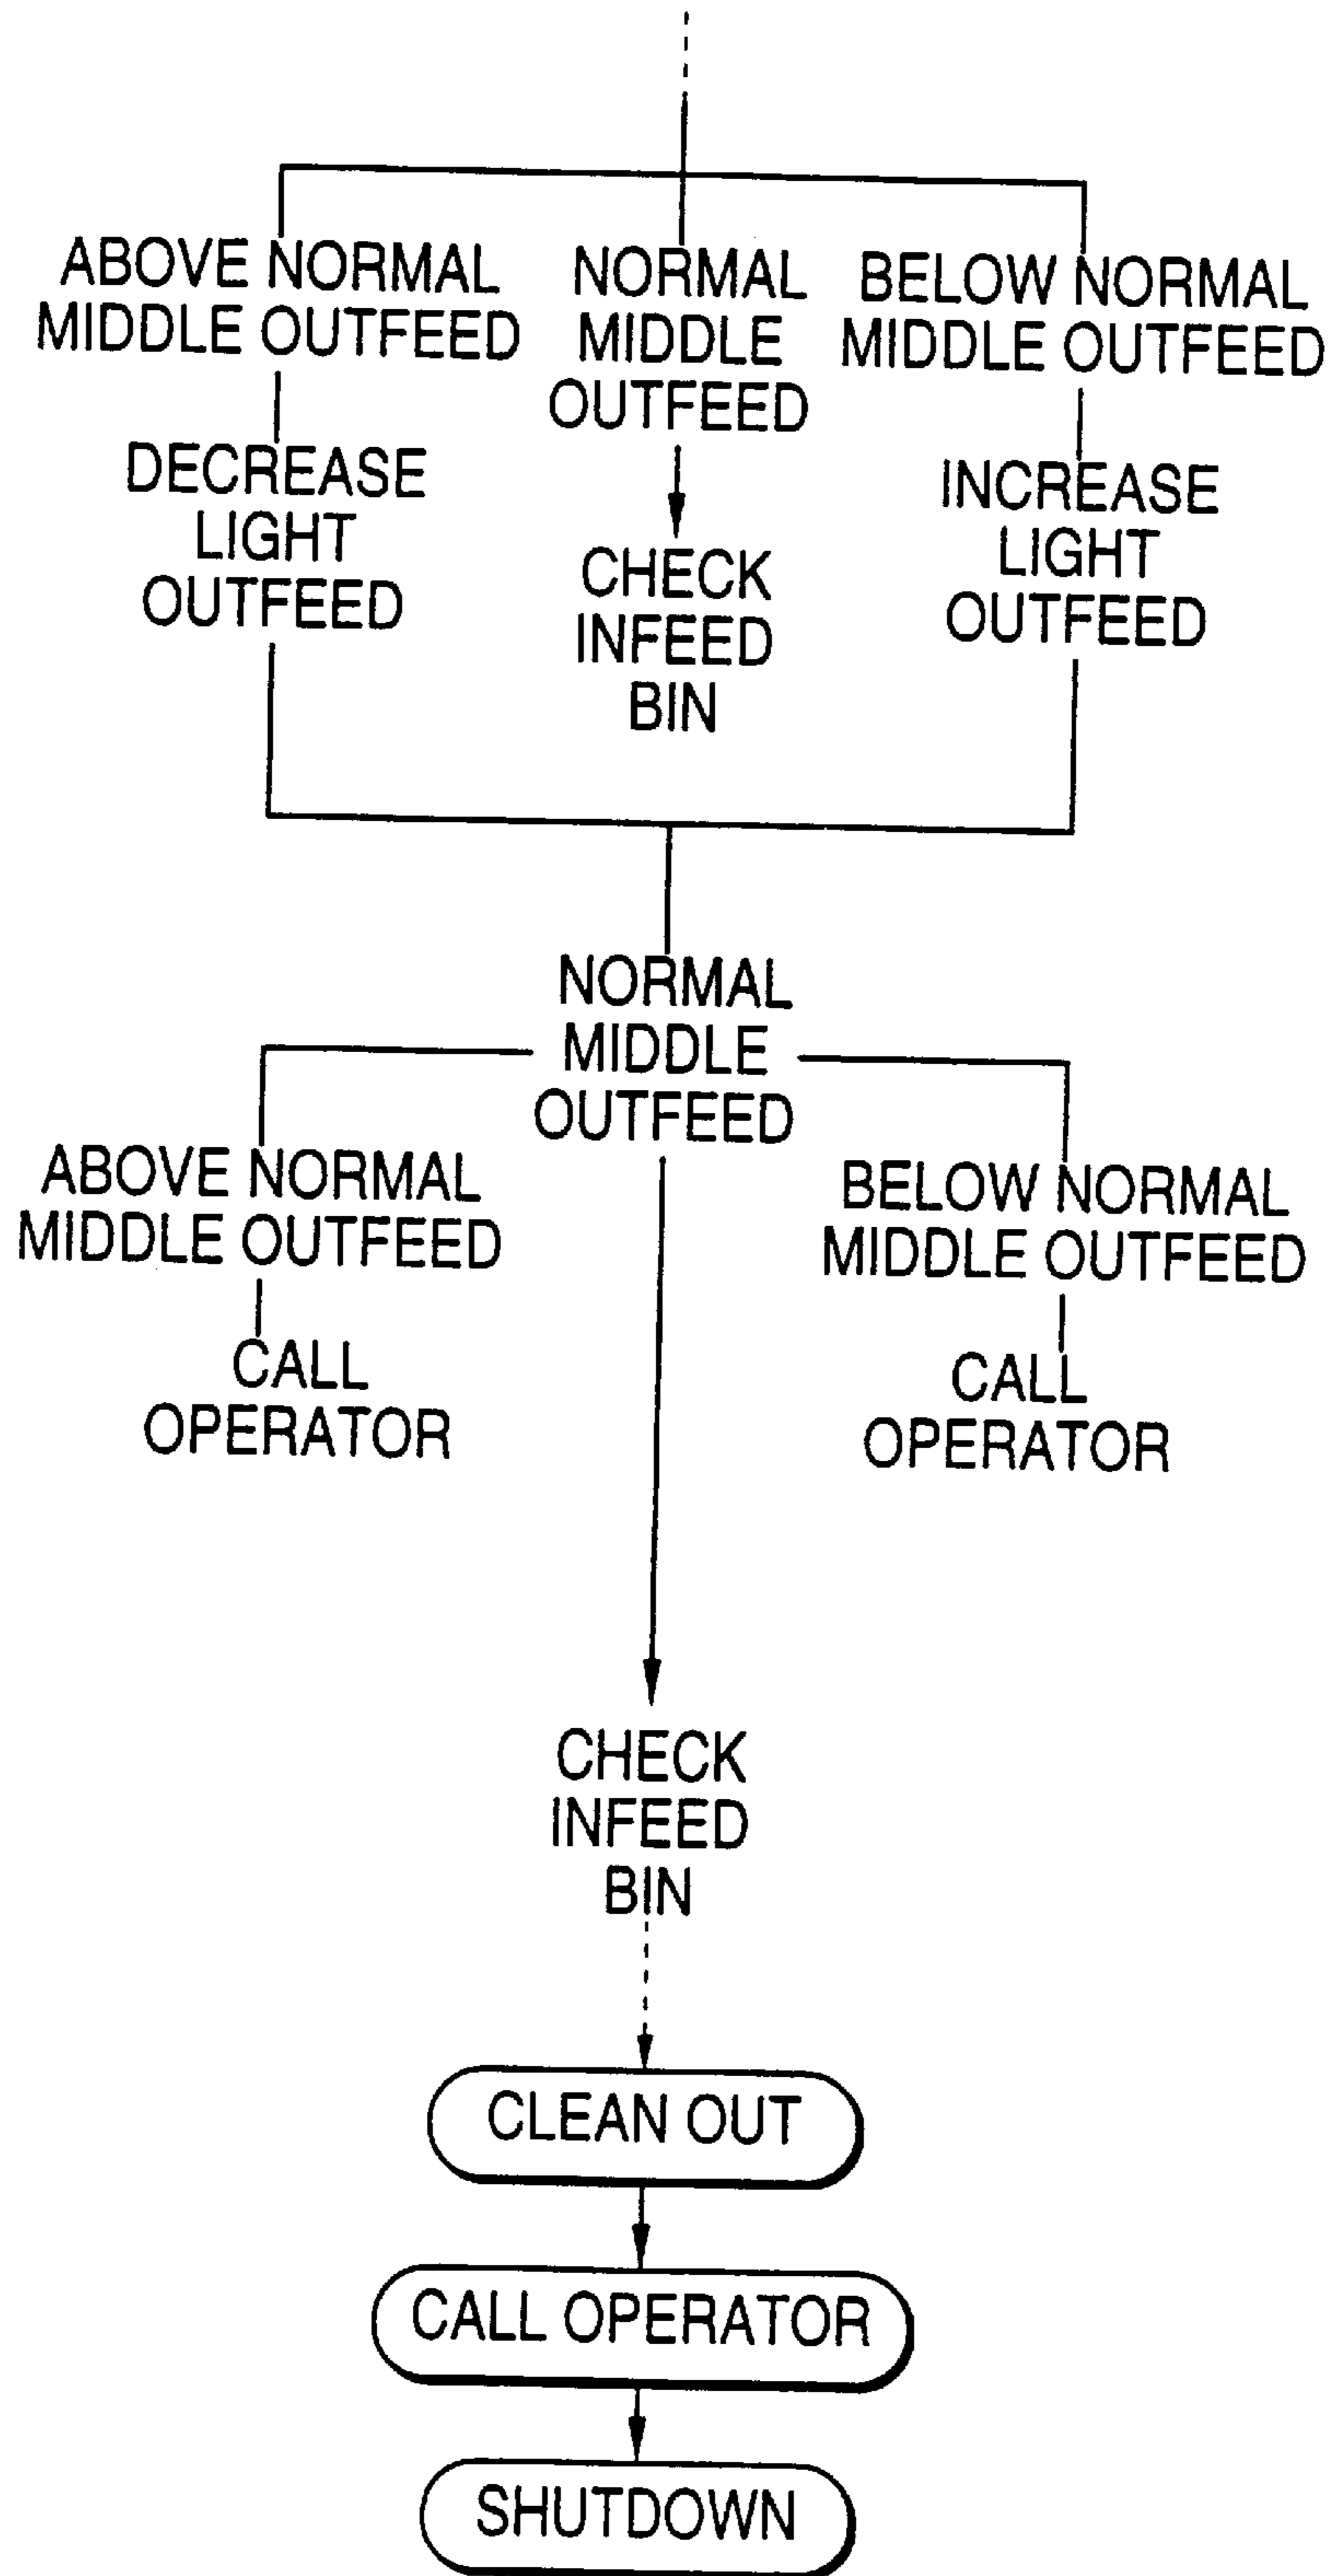 ABOVE NORMAL
MIDDLE OUTFEED
NORMAL
MIDDLE
OUTFEED
BELOW NORMAL
MIDDLE OUTFEED
DECREASE
LIGHT
OUTFEED
CHECK
INFEED
BIN
INCREASE
LIGHT
OUTFEED
NORMAL
MIDDLE
OUTFEED
ABOVE NORMAL
MIDDLE OUTFEED
BELOW NORMAL
MIDDLE OUTFEED
CALL
OPERATOR
CALL
OPERATOR
CHECK
INFEED
BIN
CLEAN OUT
CALL OPERATOR
SHUTDOWN